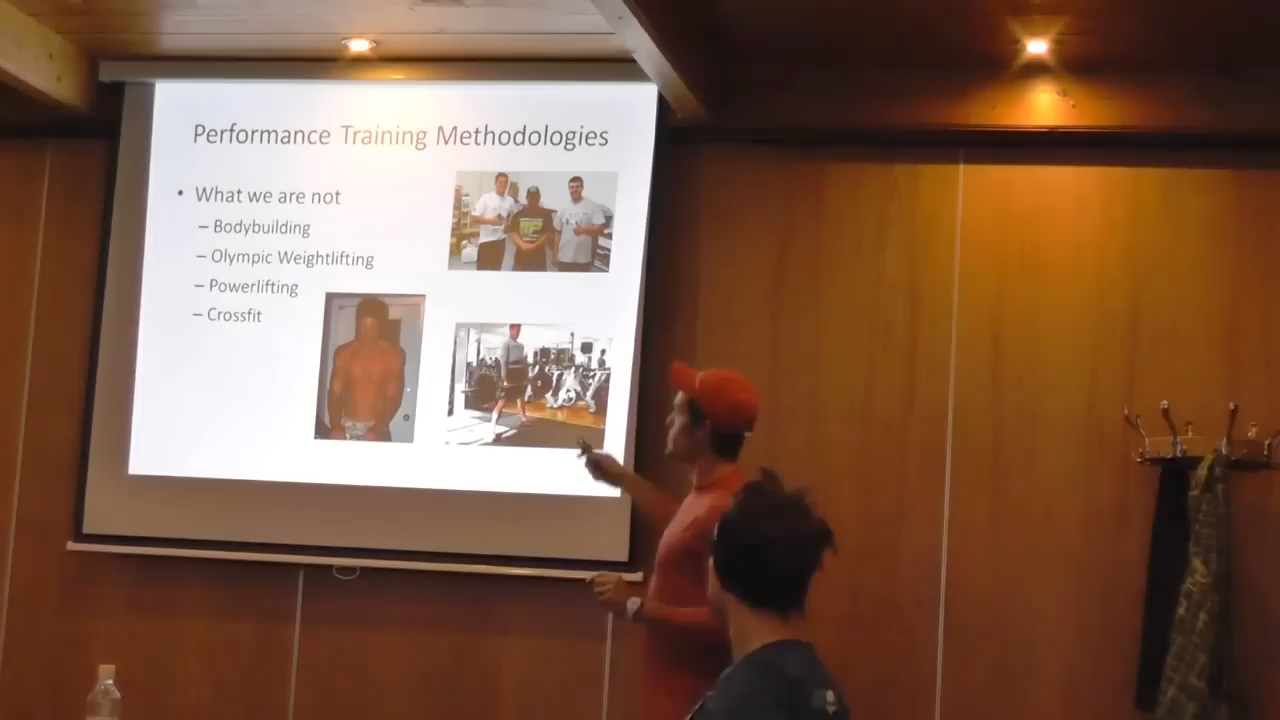 Performance Training Methodologies
• What we are not
– Bodybuilding
– Olympic Weightlifting
– Powerlifting
– Crossfit